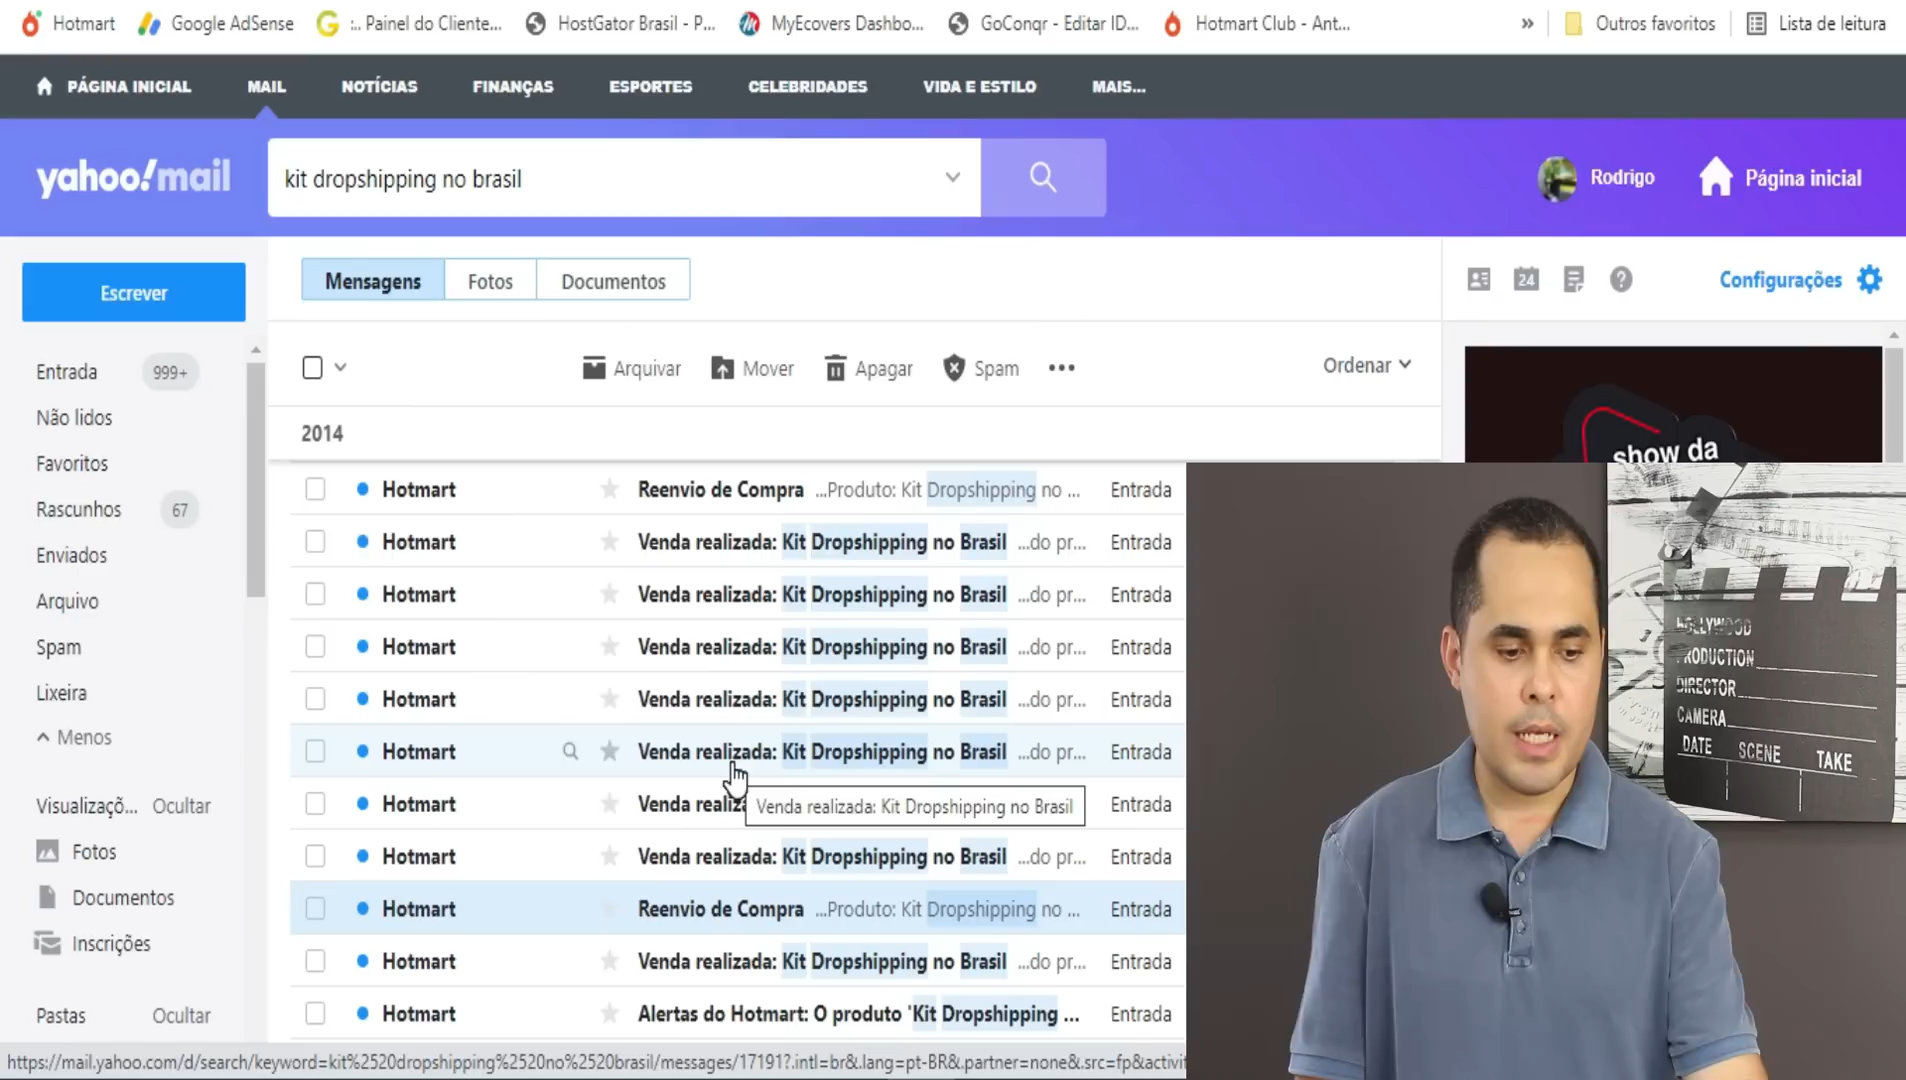 Hotmart Google AdSense :.. Painel do Cliente... HostGator Brasil - P... MyEcovers Dashbo... GoConqr - Editar ID... Hotmart Club - Ant... » Outros favoritos Lista de leitura
PÁGINA INICIAL MAIL NOTÍCIAS FINANÇAS ESPORTES CELEBRIDADES VIDA E ESTILO MAIS...
yahoo!mail kit dropshipping no brasil Rodrigo Página inicial
Escrever
Mensagens Fotos Documentos
24 Configurações
Arquivar Mover Apagar Spam ••• Ordenar
2014
Entrada 999+
Não lidos
Favoritos
Rascunhos 67
Enviados
Arquivo
Spam
Lixeira
Menos
Visualizaçõ... Ocultar
Fotos
Documentos
Inscrições
Pastas Ocultar
Hotmart Reenvio de Compra ...Produto: Kit Dropshipping no ... Entrada
Hotmart Venda realizada: Kit Dropshipping no Brasil ...do pr... Entrada
Hotmart Venda realizada: Kit Dropshipping no Brasil ...do pr... Entrada
Hotmart Venda realizada: Kit Dropshipping no Brasil ...do pr... Entrada
Hotmart Venda realizada: Kit Dropshipping no Brasil ...do pr... Entrada
Hotmart Venda realizada: Kit Dropshipping no Brasil ...do pr... Entrada
Hotmart Venda realiza Entrada
Venda realizada: Kit Dropshipping no Brasil
Hotmart Venda realizada: Kit Dropshipping no Brasil ...do pr... Entrada
Hotmart Reenvio de Compra ...Produto: Kit Dropshipping no ... Entrada
Hotmart Venda realizada: Kit Dropshipping no Brasil ...do pr... Entrada
Hotmart Alertas do Hotmart: O produto 'Kit Dropshipping ... Entrada
show da
HOLLYWOOD
PRODUCTION
DIRECTOR
CAMERA
DATE SCENE TAKE
https://mail.yahoo.com/d/search/keyword=kit%2520dropshipping%2520no%2520brasil/messages/17191?.intl=br&.lang=pt-BR&.partner=none&.src=fp&activit